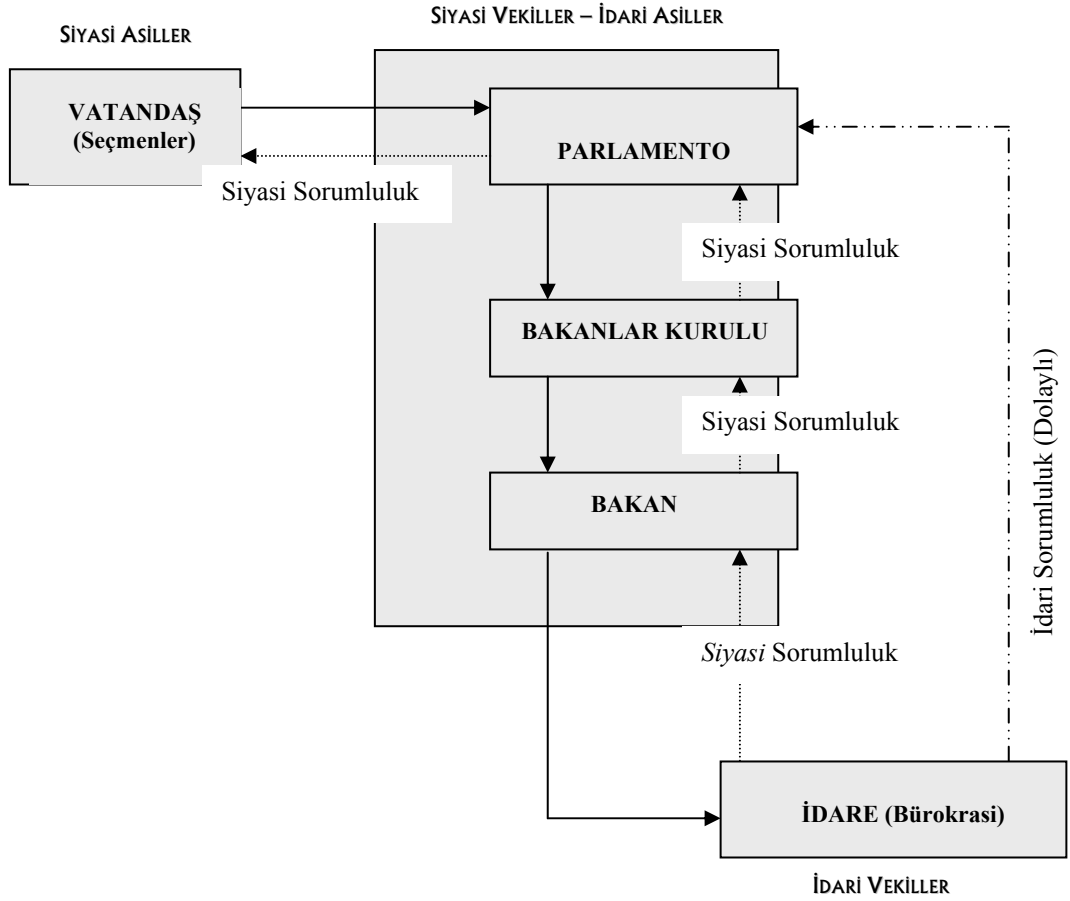 SİYASİ VEKİLLER – İDARİ ASİLLER
SİYASİ ASİLLER
VATANDAŞ
(Seçmenler)
PARLAMENTO
Siyasi Sorumluluk
Siyasi Sorumluluk
BAKANLAR KURULU
Siyasi Sorumluluk
BAKAN
Siyasi Sorumluluk
İdari Sorumluluk (Dolaylı)
İDARE (Bürokrasi)
İDARİ VEKİLLER